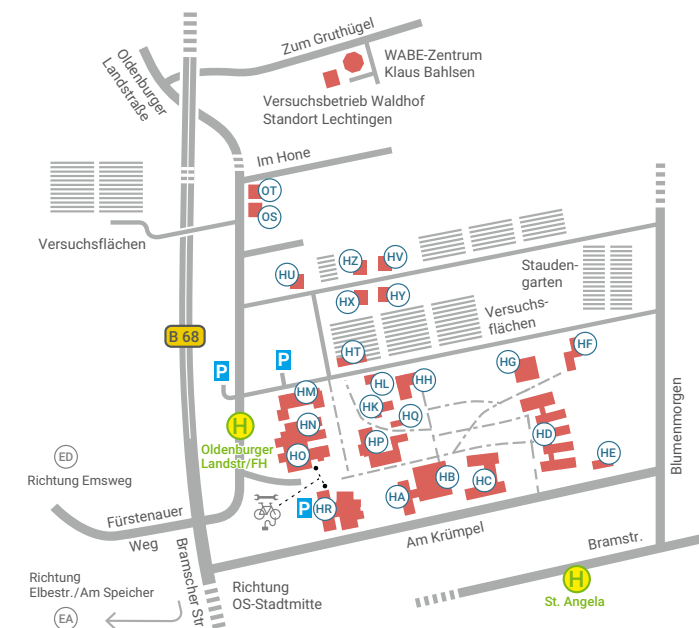 Zum Gruthügel
Oldenburger
Landstraße
WABE-Zentrum
Klaus Bahlsen
Versuchsbetrieb Waldhof
Standort Lechtingen
Im Hone
OT
OS
Versuchsflächen
HU
HZ
HV
HX
HY
Stauden-
garten
Versuchs-
flächen
B 68
P
P
HT
HF
HG
HM
HL
HH
HK
HQ
HN
HP
HD
HO
HE
H
Oldenburger
Landstr/FH
Blumenmorgen
ED
Richtung Emsweg
HB
HC
HA
P
HR
Fürstenauer
Weg
Am Krümpel
Bramstr.
Bramscher Str
Richtung
Elbestr./Am Speicher
EA
Richtung
OS-Stadtmitte
H
St. Angela